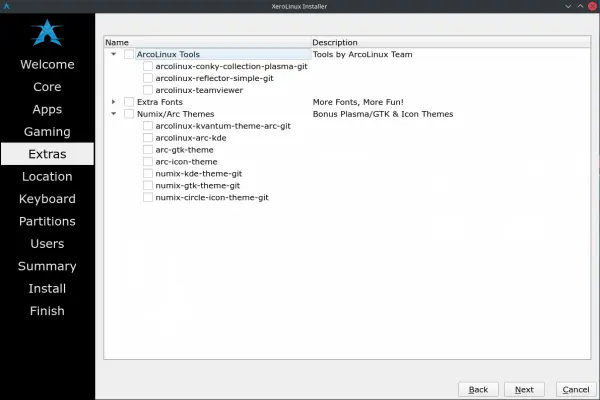 XeroLinux Installer
Welcome
Core
Apps
Gaming
Extras
Location
Keyboard
Partitions
Users
Summary
Install
Finish
Name Description
ArcoLinux Tools Tools by ArcoLinux Team
arcolinux-conky-collection-plasma-git
arcolinux-reflector-simple-git
arcolinux-teamviewer
Extra Fonts More Fonts, More Fun!
Numix/Arc Themes Bonus Plasma/GTK & Icon Themes
arcolinux-kvantum-theme-arc-git
arcolinux-arc-kde
arc-gtk-theme
arc-icon-theme
numix-kde-theme-git
numix-gtk-theme-git
numix-circle-icon-theme-git
Back Next Cancel